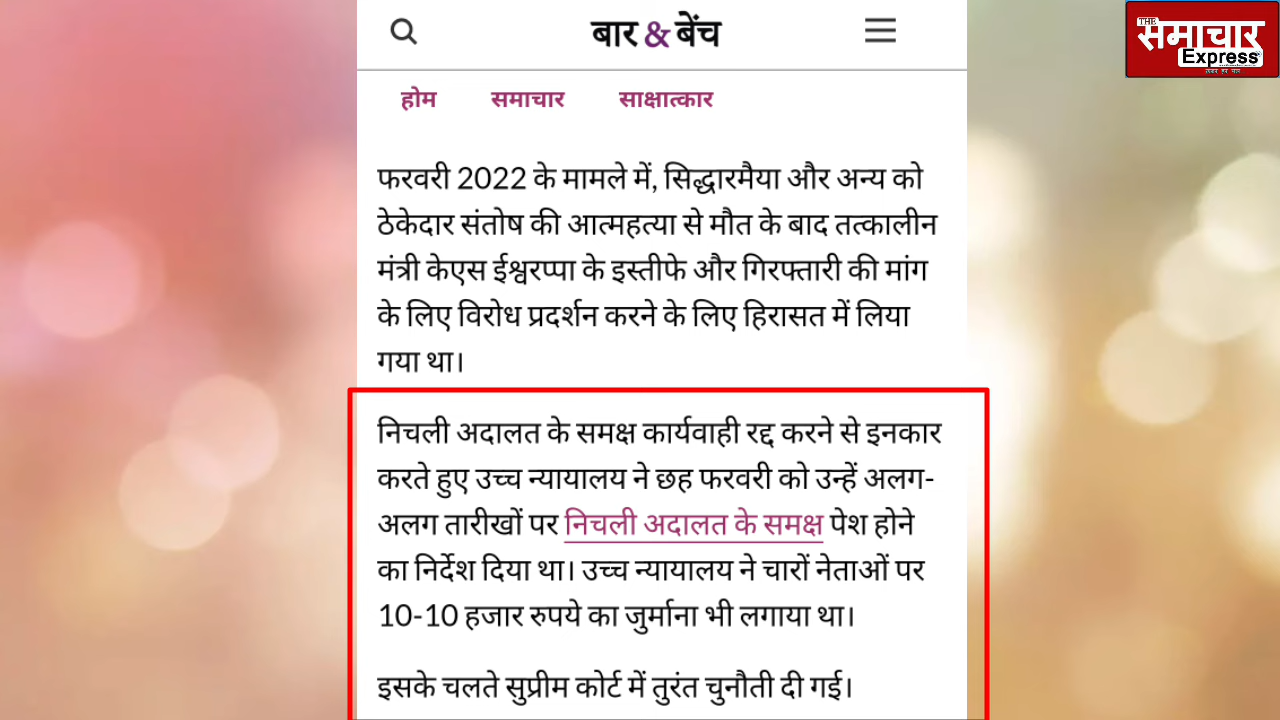 बार & बेंच
THE
समाचार
Express
होम समाचार साक्षात्कार
फरवरी 2022 के मामले में, सिद्धारमैया और अन्य को
ठेकेदार संतोष की आत्महत्या से मौत के बाद तत्कालीन
मंत्री केएस ईश्वरप्पा के इस्तीफे और गिरफ्तारी की मांग
के लिए विरोध प्रदर्शन करने के लिए हिरासत में लिया
गया था।
निचली अदालत के समक्ष कार्यवाही रद्द करने से इनकार
करते हुए उच्च न्यायालय ने छह फरवरी को उन्हें अलग-
अलग तारीखों पर निचली अदालत के समक्ष पेश होने
का निर्देश दिया था। उच्च न्यायालय ने चारों नेताओं पर
10-10 हजार रुपये का जुर्माना भी लगाया था।
इसके चलते सुप्रीम कोर्ट में तुरंत चुनौती दी गई।